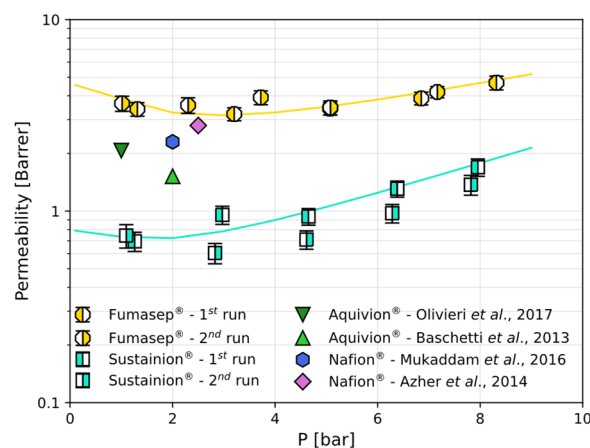 10
Permeability [Barrer]
1
0.1
Fumasep® - 1st run
Fumasep® - 2nd run
Sustainion® - 1st run
Sustainion® - 2nd run
Aquivion® - Olivieri et al., 2017
Aquivion® - Baschetti et al., 2013
Nafion® - Mukaddam et al., 2016
Nafion® - Azher et al., 2014
0 2 4 6 8 10
P [bar]